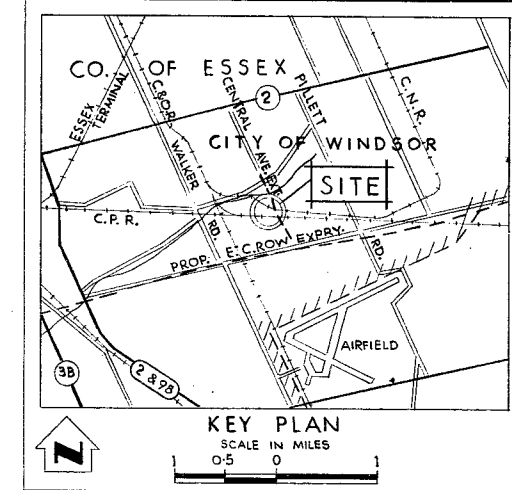 CO. OF ESSEX
ESSEX TERMINAL
C.&O.R.
CENTRAL AVE. EXT.
PILLETT RD.
C.N.R.
2
CITY OF WINDSOR
WALKER RD.
SITE
C.P.R.
PROP. E.C. ROW EXPRY.
AIRFIELD
3B
2 & 98
N
KEY PLAN
SCALE IN MILES
1 0·5 0 1